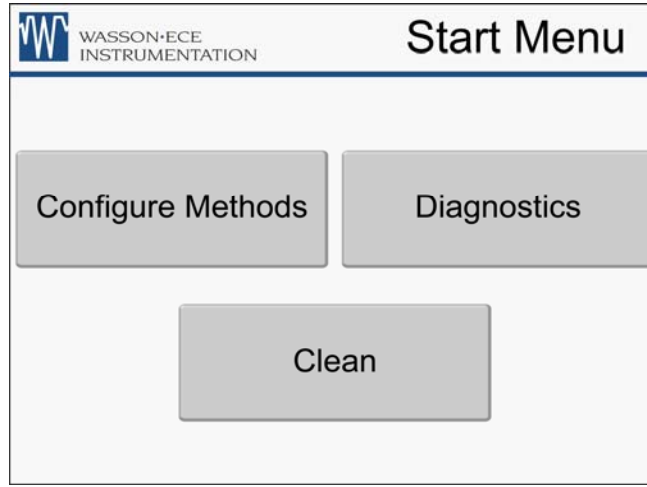 WASSON·ECE
INSTRUMENTATION
Start Menu
Configure Methods
Diagnostics
Clean